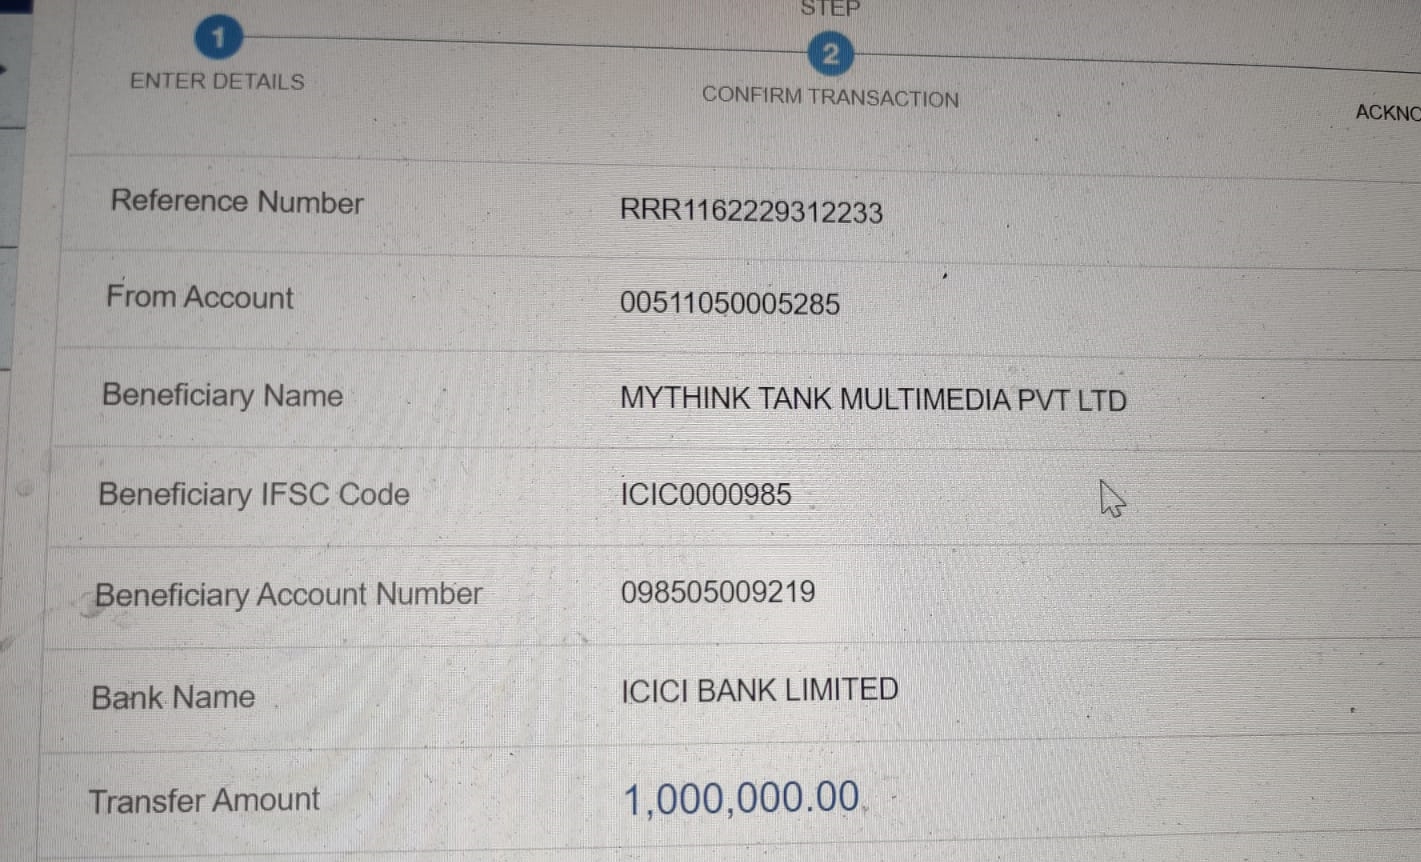 STEP
1
2
ENTER DETAILS
CONFIRM TRANSACTION
Reference Number RRR1162229312233
From Account 00511050005285
Beneficiary Name MYTHINK TANK MULTIMEDIA PVT LTD
Beneficiary IFSC Code ICIC0000985
Beneficiary Account Number 098505009219
Bank Name ICICI BANK LIMITED
Transfer Amount 1,000,000.00